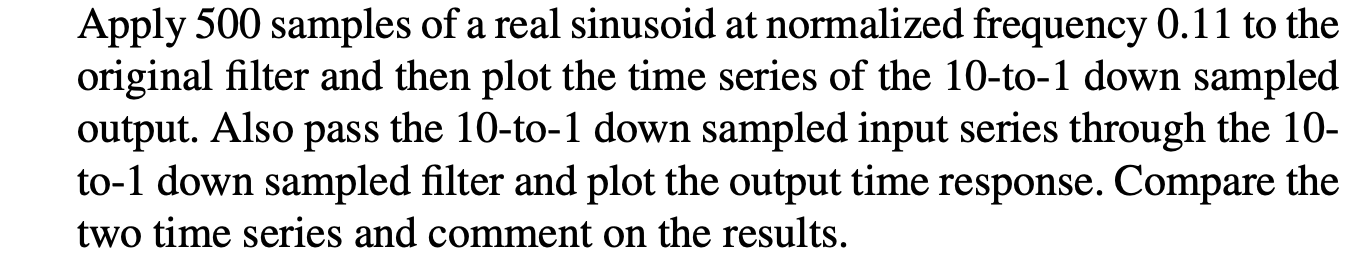 Apply 500 samples of a real sinusoid at normalized frequency 0.11 to the
original filter and then plot the time series of the 10-to-1 down sampled
output. Also pass the 10-to-1 down sampled input series through the 10-
to-1 down sampled filter and plot the output time response. Compare the
two time series and comment on the results.